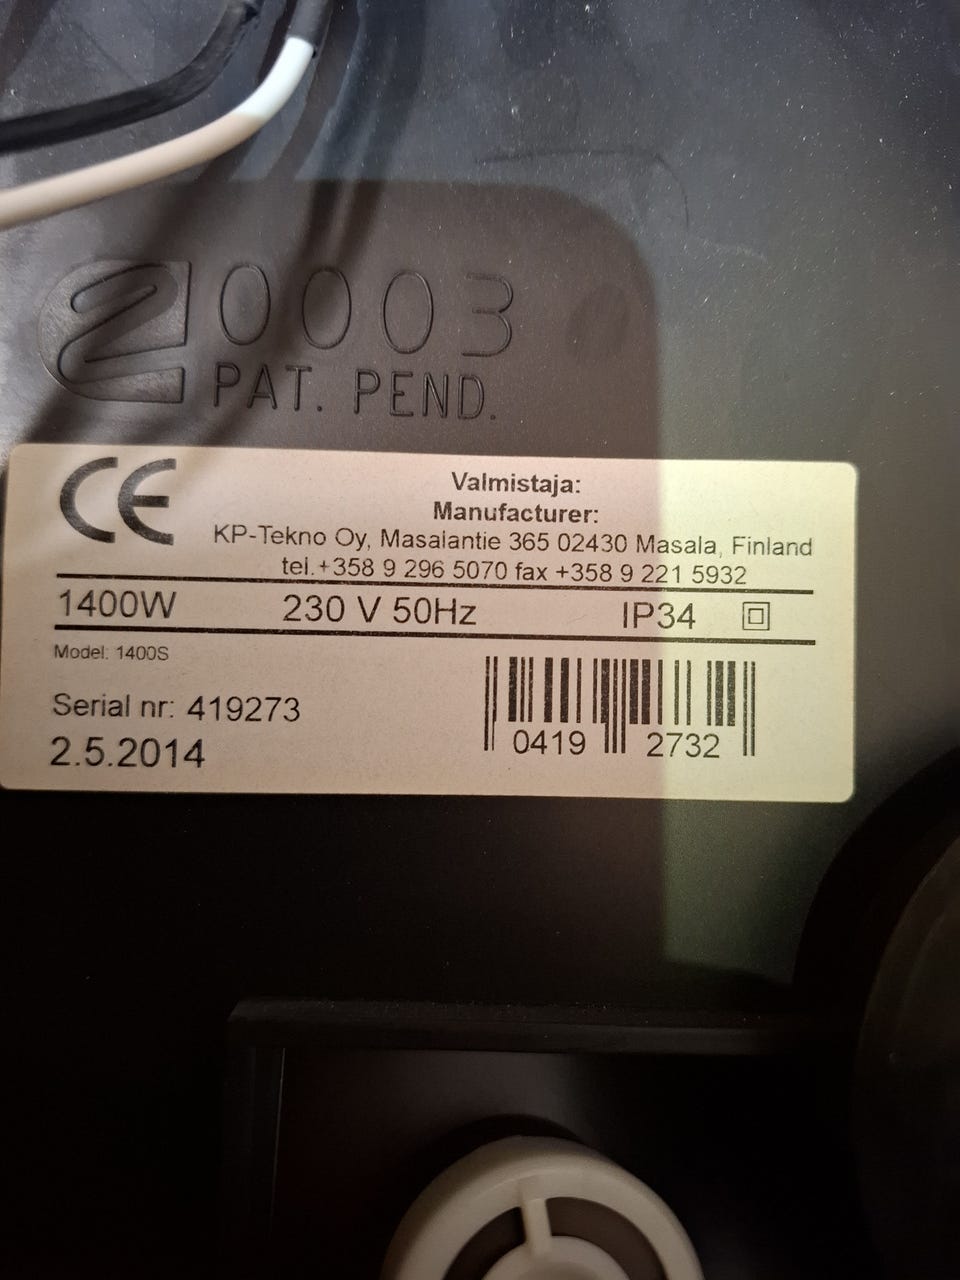 0003
PAT. PEND.
CE
Valmistaja:
Manufacturer:
KP-Tekno Oy, Masalantie 365 02430 Masala, Finland
tel.+358 9 296 5070 fax +358 9 221 5932
1400W 230 V 50Hz IP34
Model: 1400S
Serial nr: 419273
2.5.2014
0419 2732